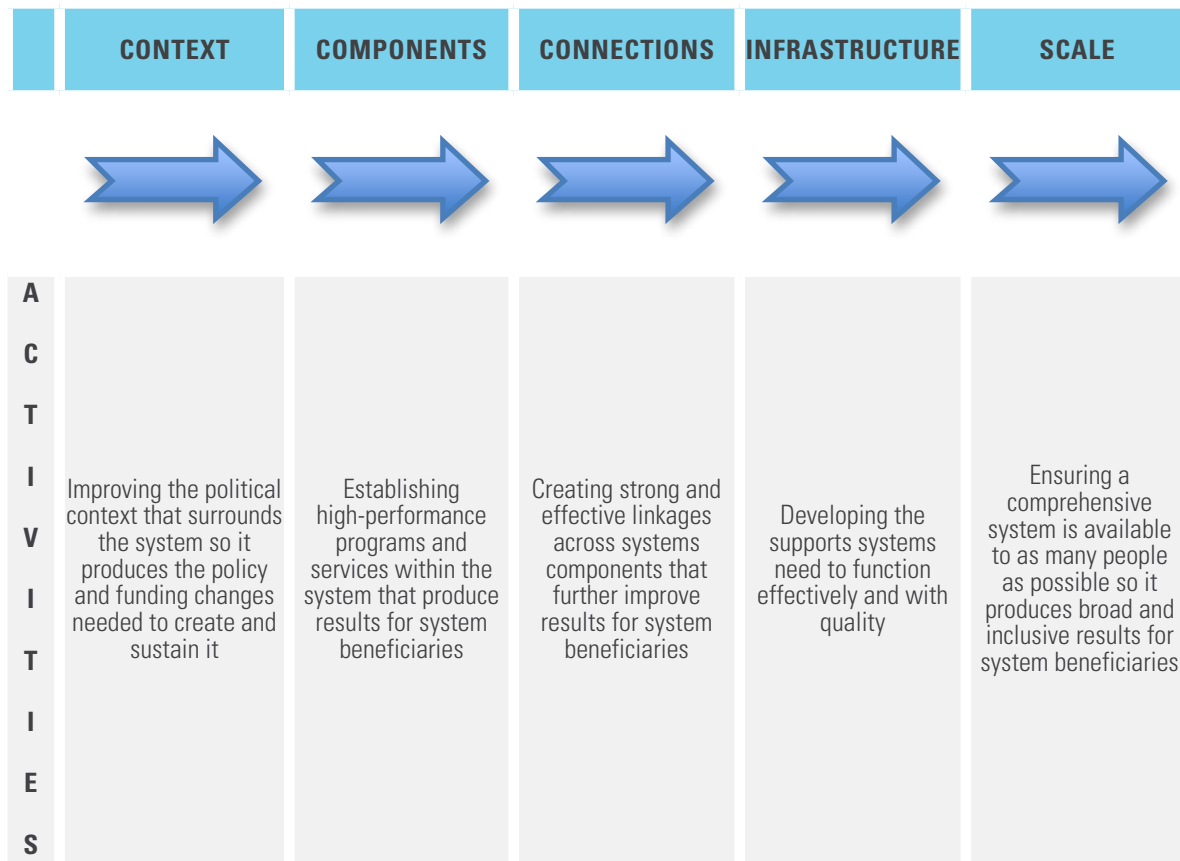 CONTEXT COMPONENTS CONNECTIONS INFRASTRUCTURE SCALE
A
C
T
I
V
I
T
I
E
S
Improving the political
context that surrounds
the system so it
produces the policy
and funding changes
needed to create and
sustain it
Establishing
high-performance
programs and
services within the
system that produce
results for system
beneficiaries
Creating strong and
effective linkages
across systems
components that
further improve
results for system
beneficiaries
Developing the
supports systems
need to function
effectively and with
quality
Ensuring a
comprehensive
system is available
to as many people
as possible so it
produces broad and
inclusive results for
system beneficiaries